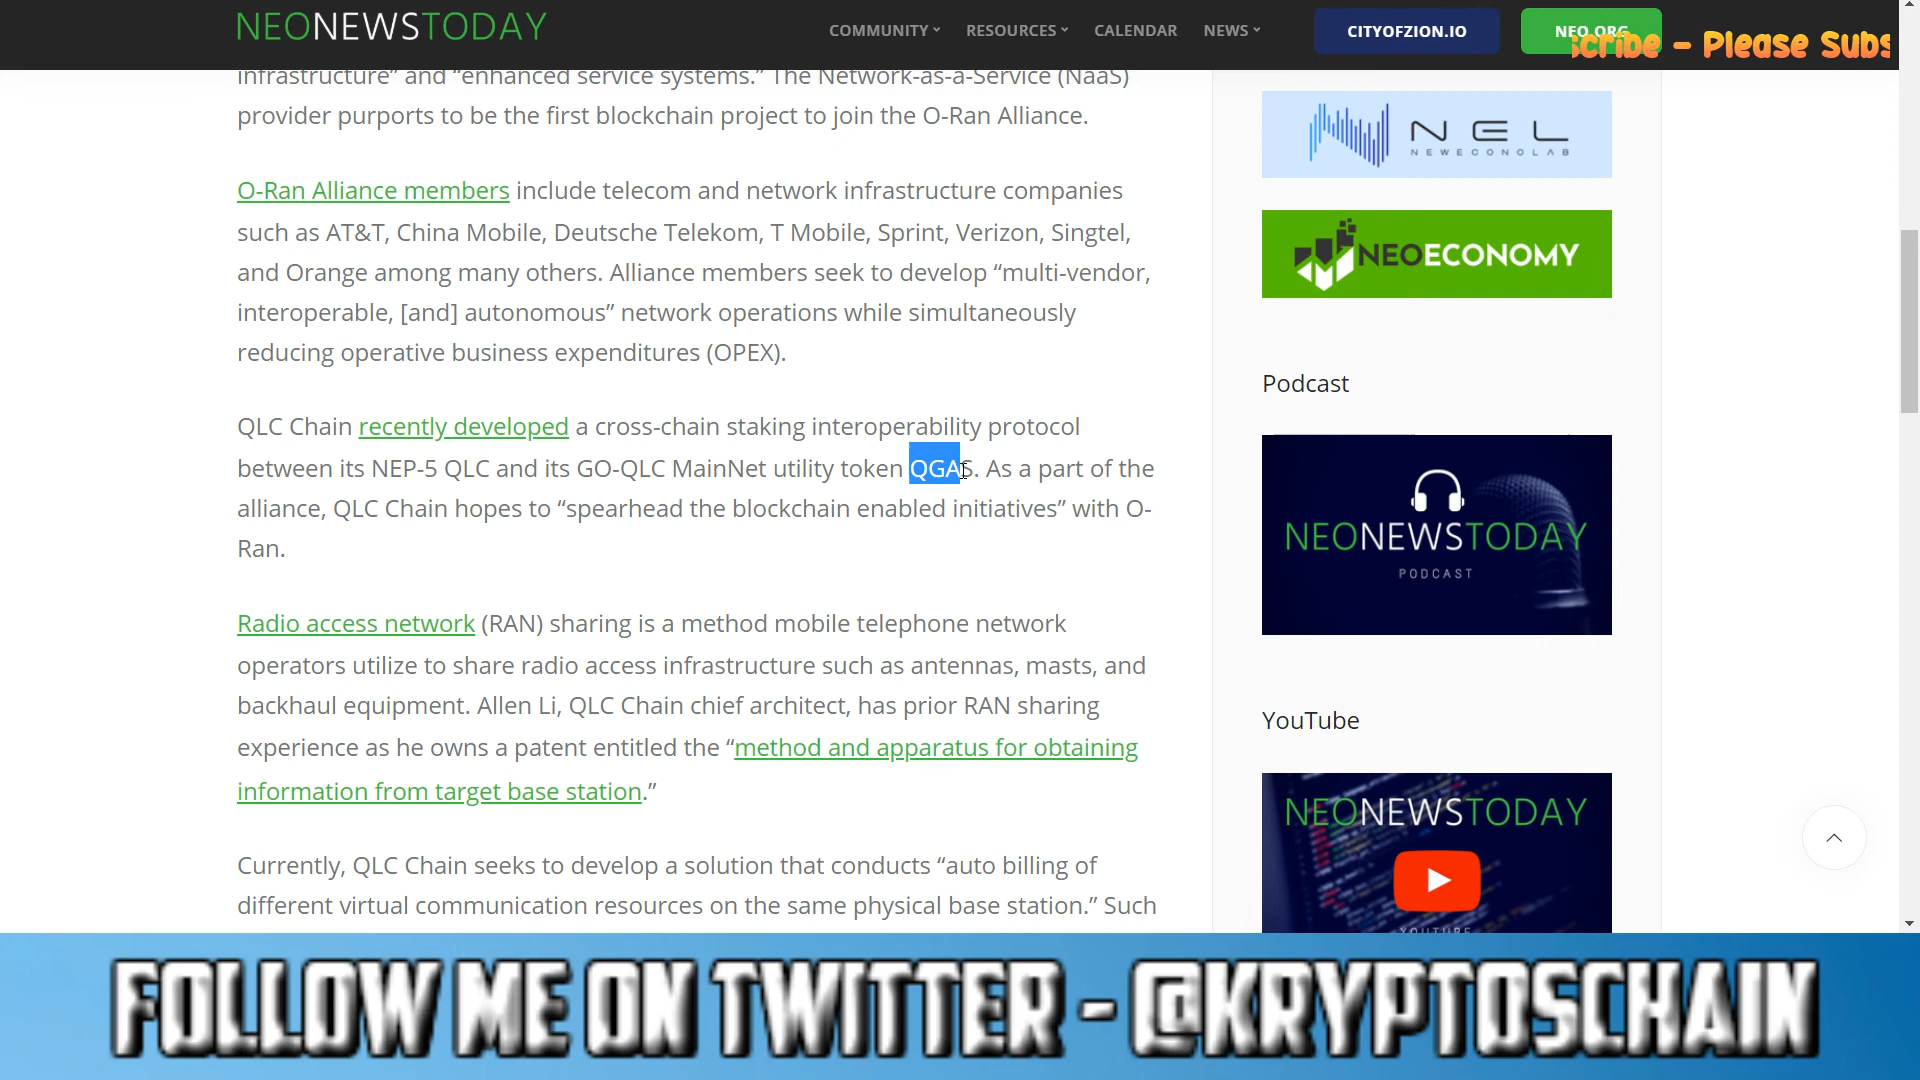 NEONEWSTODAY
COMMUNITY
RESOURCES
CALENDAR
NEWS
CITYOFZION.IO
NEO.ORG
cribe - Please Subs
infrastructure” and “enhanced service systems.” The Network-as-a-Service (NaaS)
provider purports to be the first blockchain project to join the O-Ran Alliance.
O-Ran Alliance members include telecom and network infrastructure companies
such as AT&T, China Mobile, Deutsche Telekom, T Mobile, Sprint, Verizon, Singtel,
and Orange among many others. Alliance members seek to develop “multi-vendor,
interoperable, [and] autonomous” network operations while simultaneously
reducing operative business expenditures (OPEX).
QLC Chain recently developed a cross-chain staking interoperability protocol
between its NEP-5 QLC and its GO-QLC MainNet utility token QGAS. As a part of the
alliance, QLC Chain hopes to “spearhead the blockchain enabled initiatives” with O-
Ran.
Radio access network (RAN) sharing is a method mobile telephone network
operators utilize to share radio access infrastructure such as antennas, masts, and
backhaul equipment. Allen Li, QLC Chain chief architect, has prior RAN sharing
experience as he owns a patent entitled the “method and apparatus for obtaining
information from target base station.”
Currently, QLC Chain seeks to develop a solution that conducts “auto billing of
different virtual communication resources on the same physical base station.” Such
NEL
NEWECONOLAB
NEOECONOMY
Podcast
NEONEWSTODAY
PODCAST
YouTube
NEONEWSTODAY
YOUTUBE
FOLLOW ME ON TWITTER - @KRYPTOSCHAIN